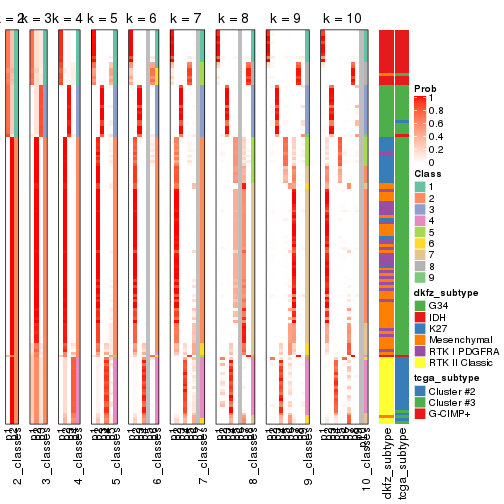 k = 2 k = 3 k = 4 k = 5 k = 6 k = 7 k = 8 k = 9 k = 10
Prob
1
0.8
0.6
0.4
0.2
0
Class
1
2
3
4
5
6
7
8
9
dkfz_subtype
G34
IDH
K27
Mesenchymal
RTK I PDGFRA
RTK II Classic
tcga_subtype
Cluster #2
Cluster #3
G-CIMP+
2_classes
3_classes
4_classes
5_classes
6_classes
7_classes
8_classes
9_classes
10_classes
dkfz_subtype
tcga_subtype